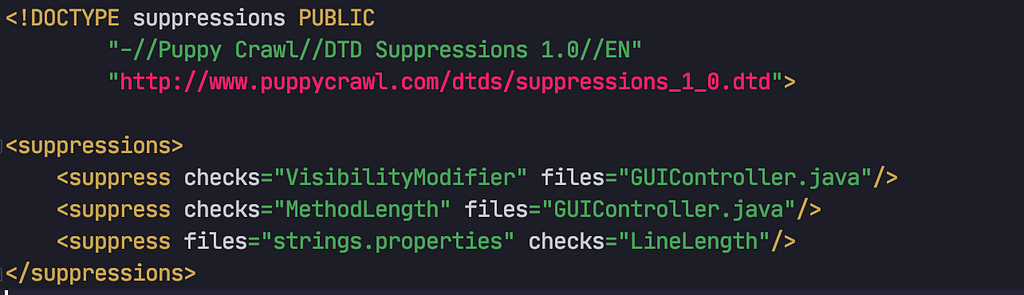 <!DOCTYPE suppressions PUBLIC
"-//Puppy Crawl//DTD Suppressions 1.0//EN"
"http://www.puppycrawl.com/dtds/suppressions_1_0.dtd">
<suppressions>
<suppress checks="VisibilityModifier" files="GUIController.java"/>
<suppress checks="MethodLength" files="GUIController.java"/>
<suppress files="strings.properties" checks="LineLength"/>
</suppressions>